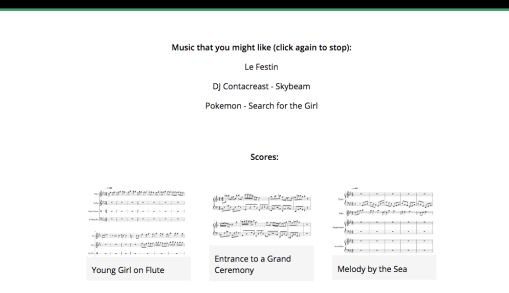 Music that you might like (click again to stop):
Le Festin
DJ Contacreast - Skybeam
Pokemon - Search for the Girl
Scores:
Young Girl on Flute
Entrance to a Grand
Ceremony
Melody by the Sea